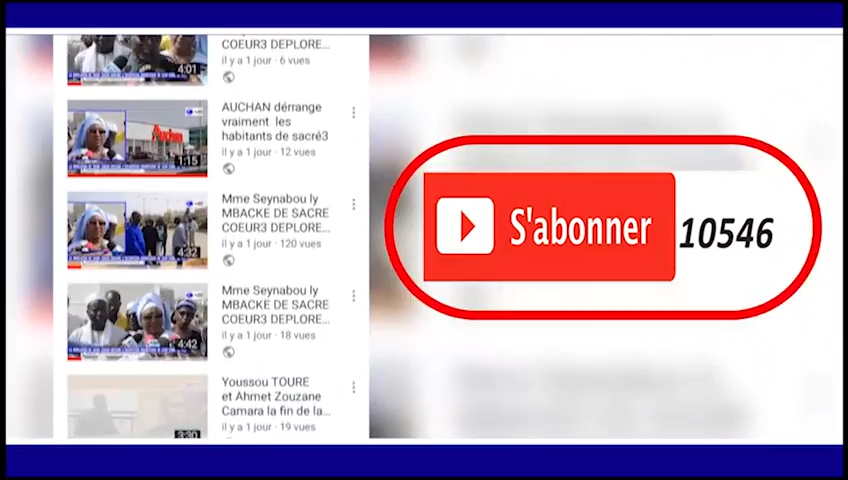 COEUR3 DEPLORE...
il y a 1 jour · 6 vues
4:01
AUCHAN dérrange
vraiment les
habitants de sacré3
il y a 1 jour · 12 vues
Auchan
1:15
Mme Seynabou ly
MBACKE DE SACRE
COEUR3 DEPLORE...
il y a 1 jour · 120 vues
4:32
Mme Seynabou ly
MBACKE DE SACRE
COEUR3 DEPLORE...
il y a 1 jour · 18 vues
4:42
Youssou TOURE
et Ahmet Zouzane
Camara la fin de la...
il y a 1 jour · 19 vues
3:30
S'abonner 10546